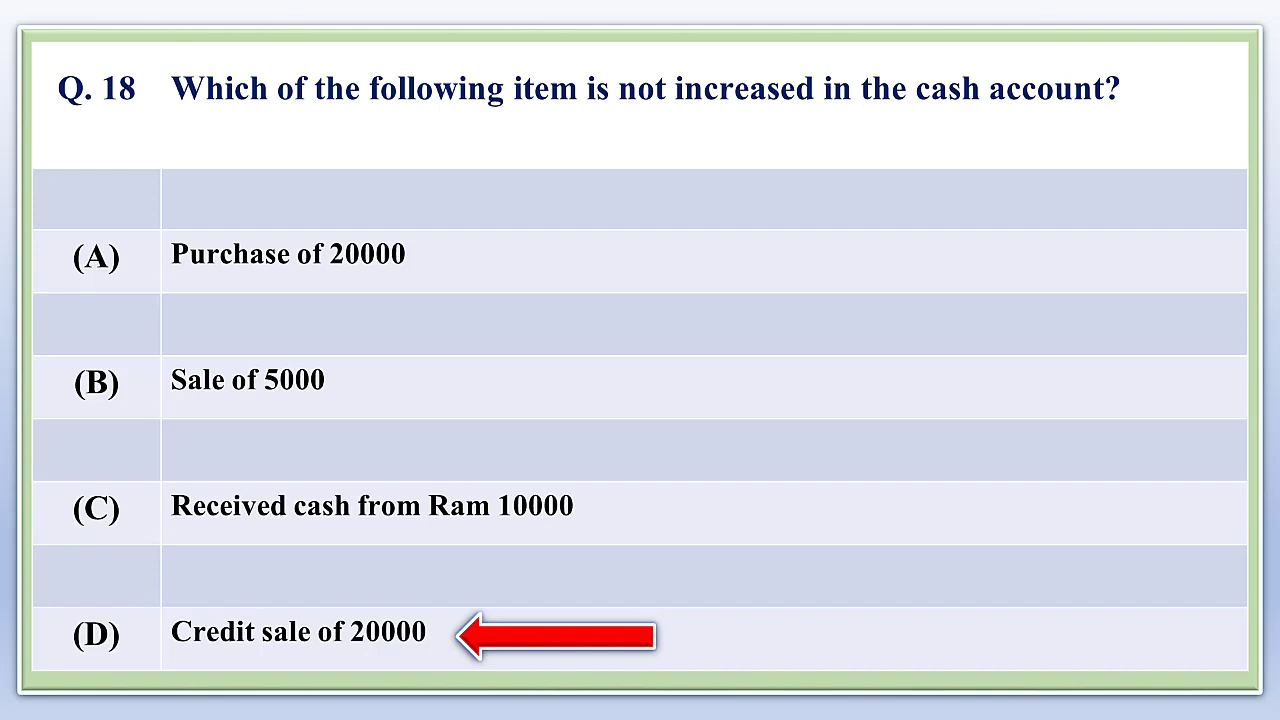 Q. 18 Which of the following item is not increased in the cash account?
(A) Purchase of 20000
(B) Sale of 5000
(C) Received cash from Ram 10000
(D) Credit sale of 20000